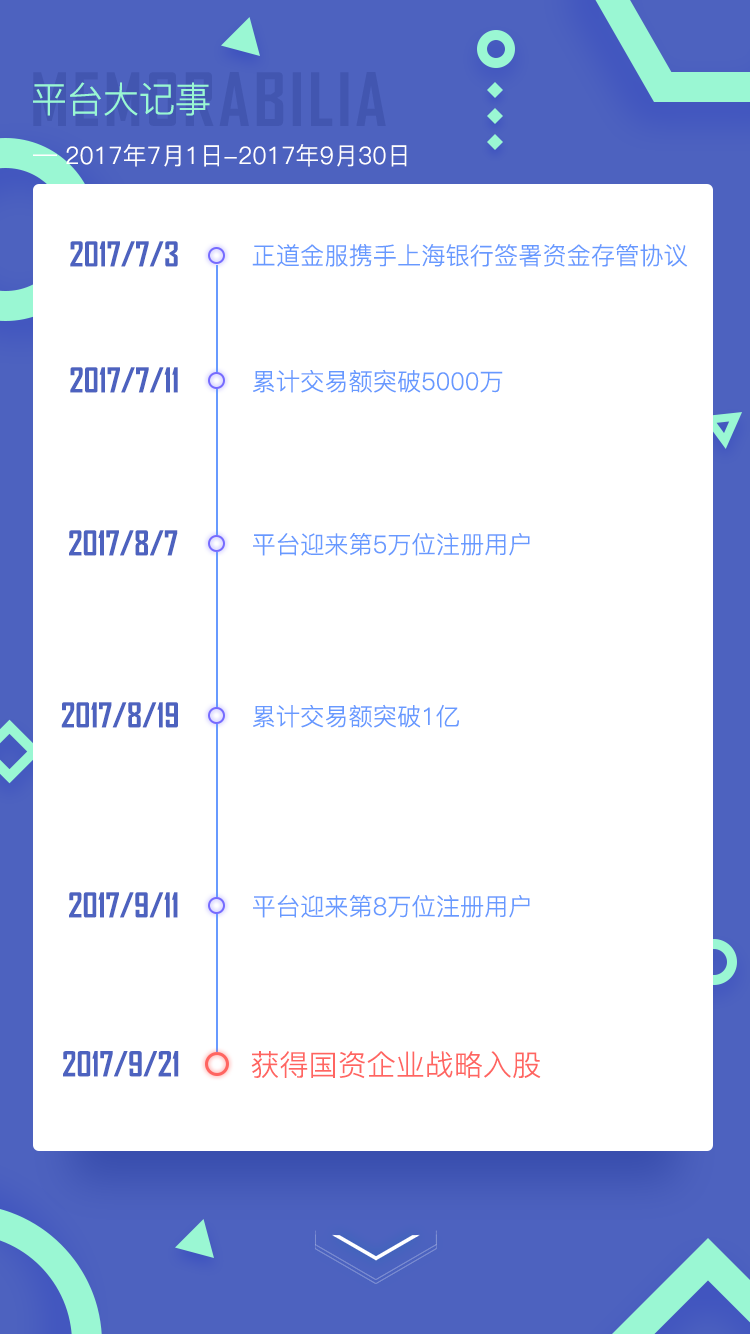 MEMORABILIA
平台大记事
— 2017年7月1日-2017年9月30日
2017/7/3 正道金服携手上海银行签署资金存管协议
2017/7/11 累计交易额突破5000万
2017/8/7 平台迎来第5万位注册用户
2017/8/19 累计交易额突破1亿
2017/9/11 平台迎来第8万位注册用户
2017/9/21 获得国资企业战略入股